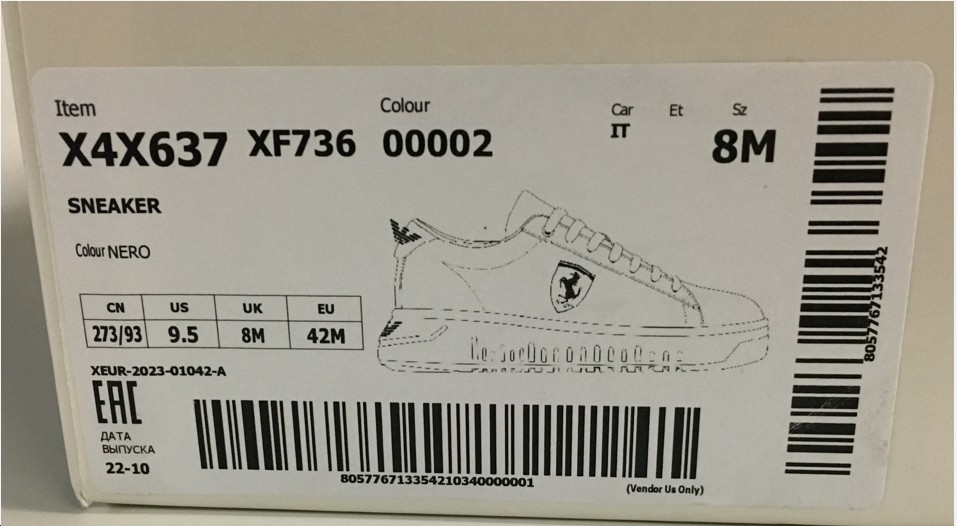 Item Colour Car Et Sz
X4X637 XF736 00002 IT 8M
SNEAKER
Colour NERO
CN US UK EU
273/93 9.5 8M 42M
XEUR-2023-01042-A
EAC
ДАТА
ВЫПУСКА
22-10
805776713354210340000001
(Vendor Us Only)
8057767133542